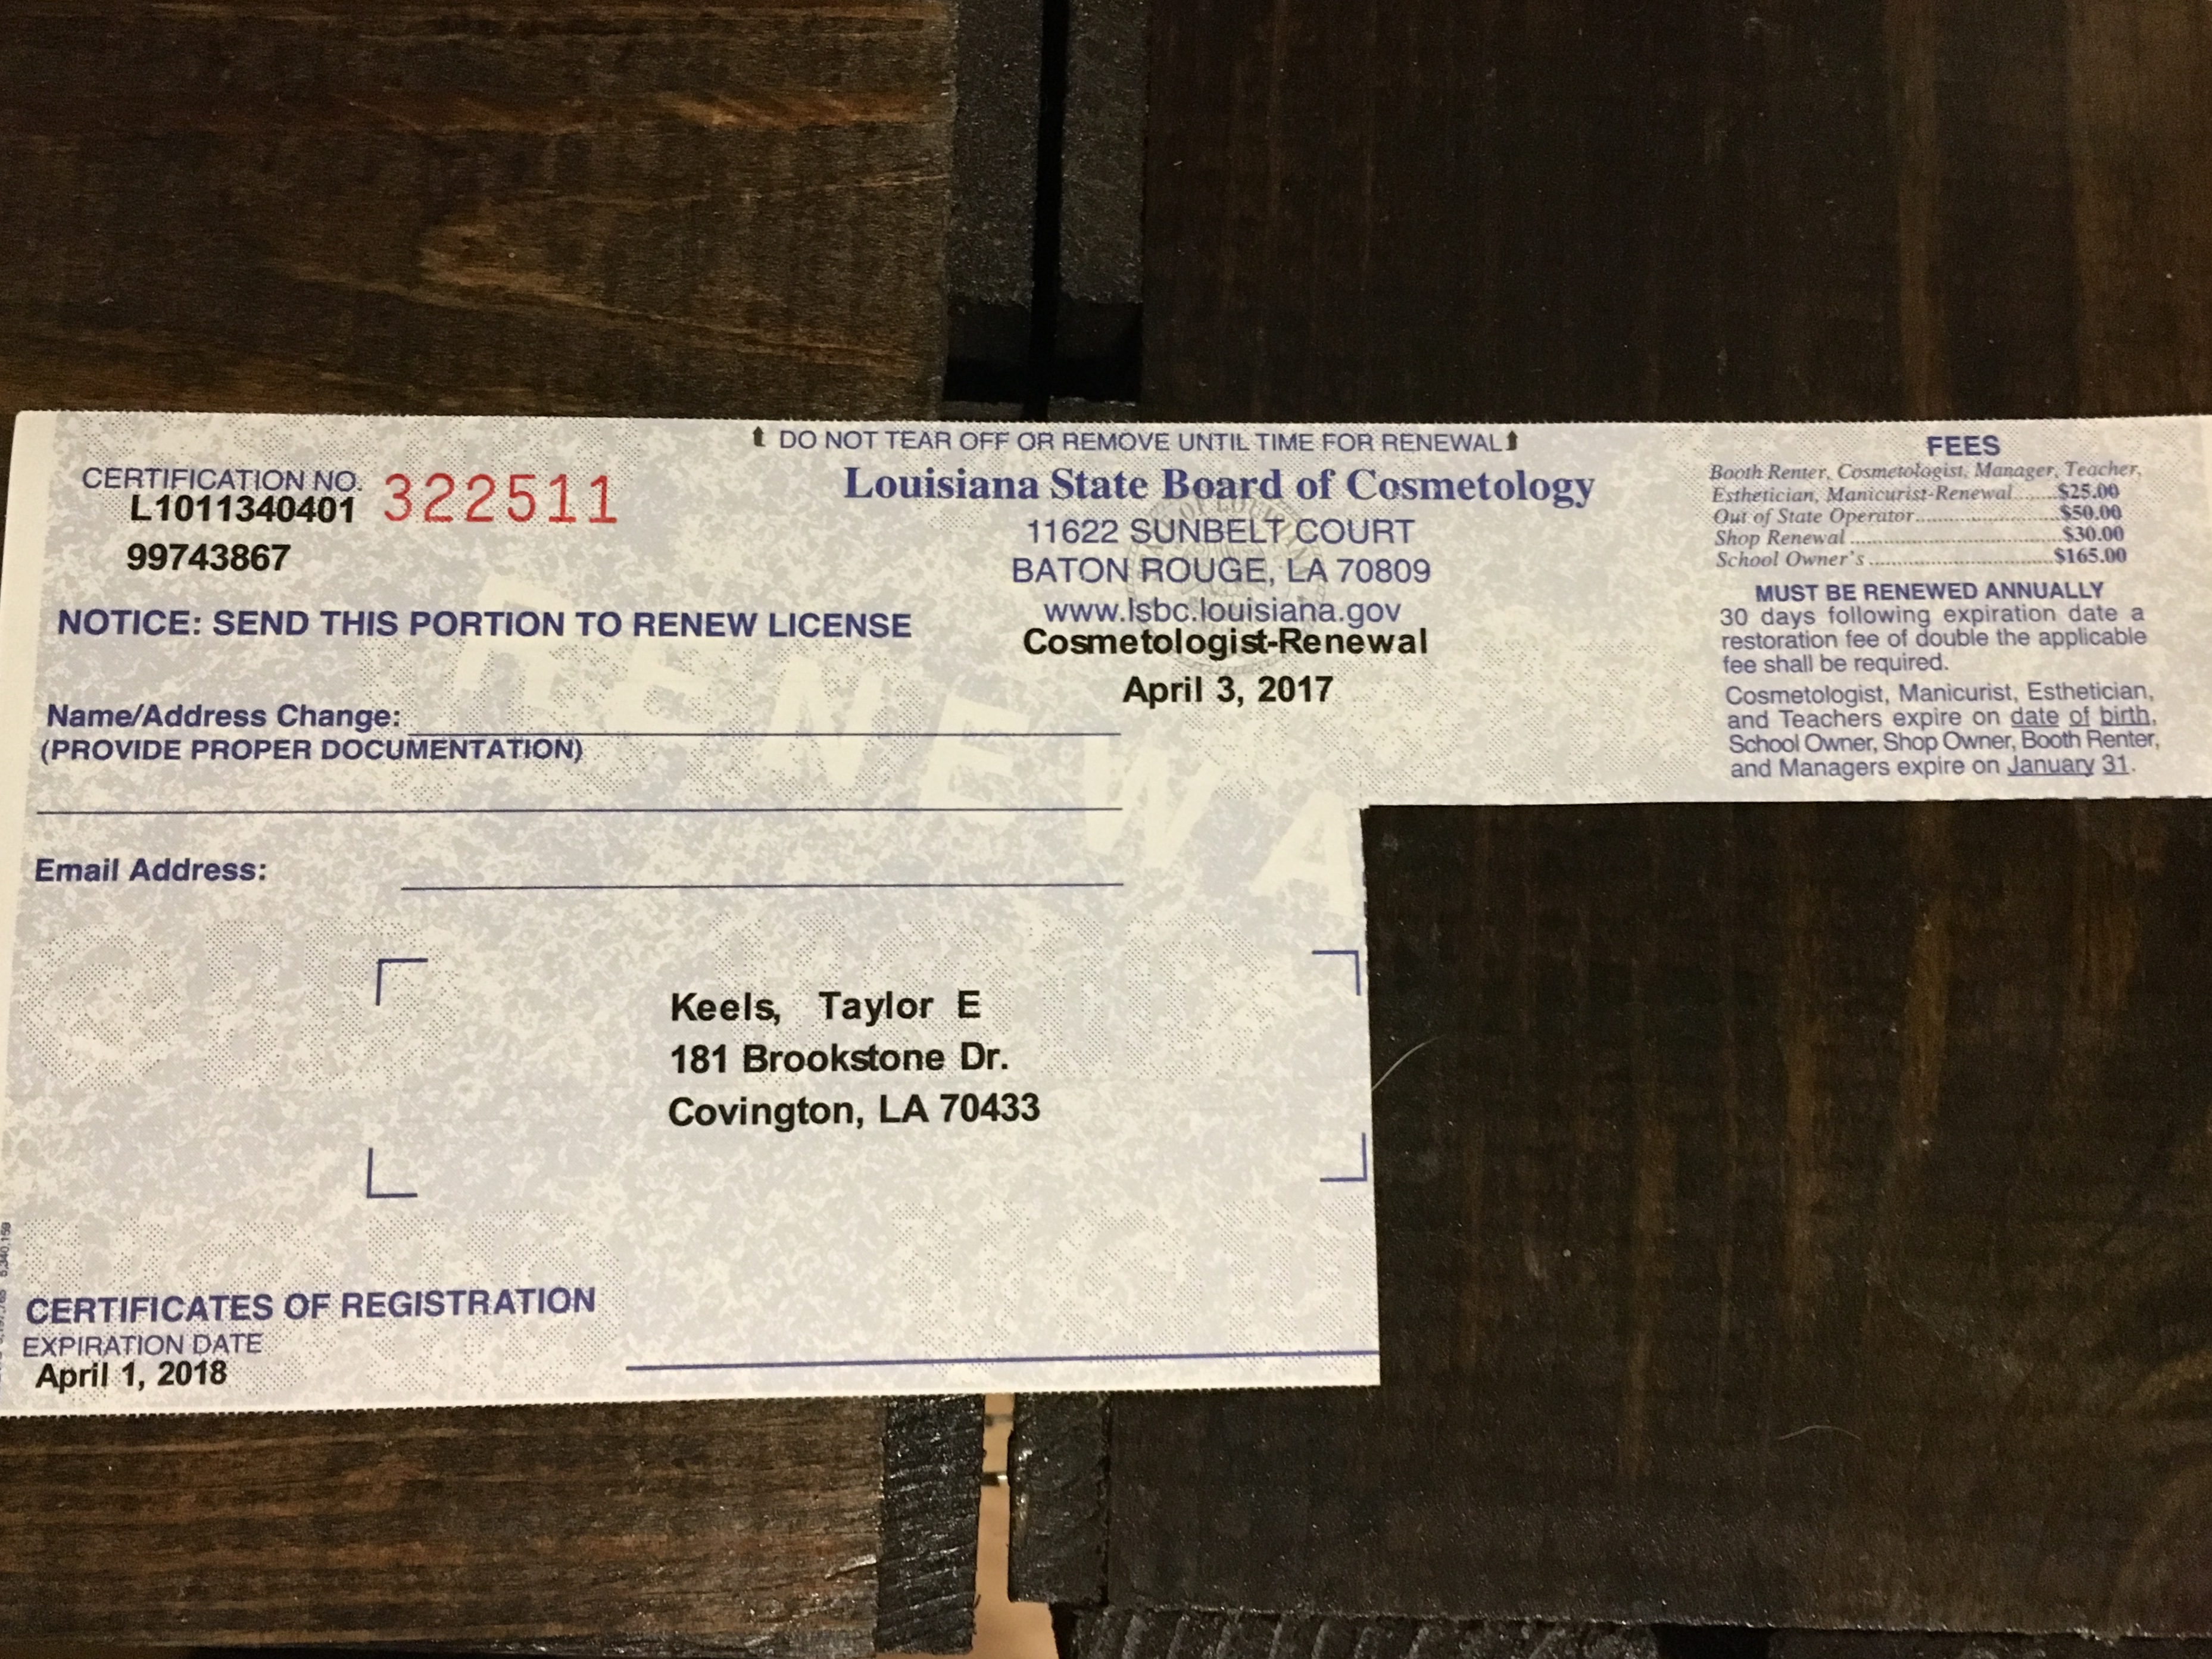 DO NOT TEAR OFF OR REMOVE UNTIL TIME FOR RENEWAL
CERTIFICATION NO. 322511
L1011340401
99743867
NOTICE: SEND THIS PORTION TO RENEW LICENSE
Name/Address Change:
(PROVIDE PROPER DOCUMENTATION)
Email Address:
Louisiana State Board of Cosmetology
11622 SUNBELT COURT
BATON ROUGE, LA 70809
www.lsbc.louisiana.gov
Cosmetologist-Renewal
April 3, 2017
FEES
Booth Renter, Cosmetologist, Manager, Teacher,
Esthetician, Manicurist-Renewal.......$25.00
Out of State Operator..............................$50.00
Shop Renewal............................................$30.00
School Owner's........................................$165.00
MUST BE RENEWED ANNUALLY
30 days following expiration date a
restoration fee of double the applicable
fee shall be required.
Cosmetologist, Manicurist, Esthetician,
and Teachers expire on date of birth,
School Owner, Shop Owner, Booth Renter,
and Managers expire on January 31.
RENEWA
Keels, Taylor E
181 Brookstone Dr.
Covington, LA 70433
CERTIFICATES OF REGISTRATION
EXPIRATION DATE
April 1, 2018